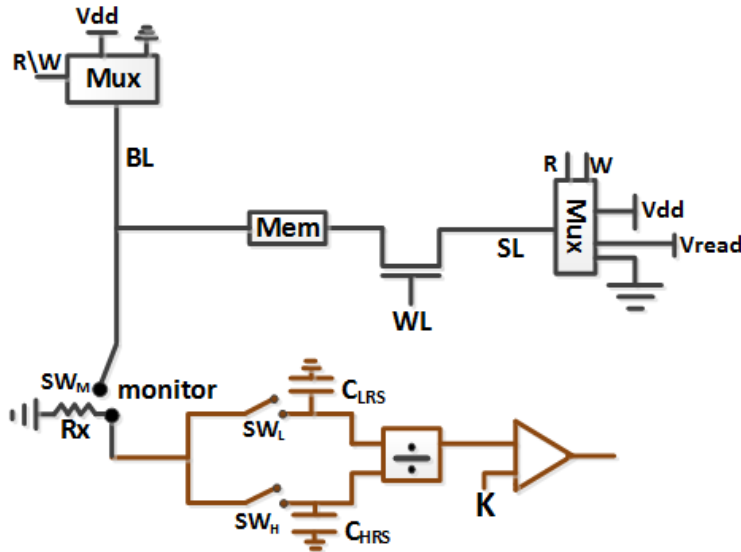 Vdd
R\W
Mux
BL
R W
Mem
Mux
Vdd
SL
Vread
WL
SWM
monitor
CLRS
Rx
SWL
÷
K
SWH
CHRS